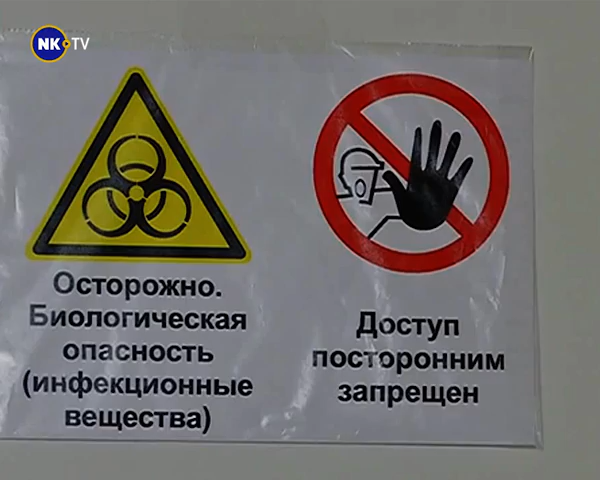 NK TV
Осторожно.
Биологическая
опасность
(инфекционные
вещества)
Доступ
посторонним
запрещен